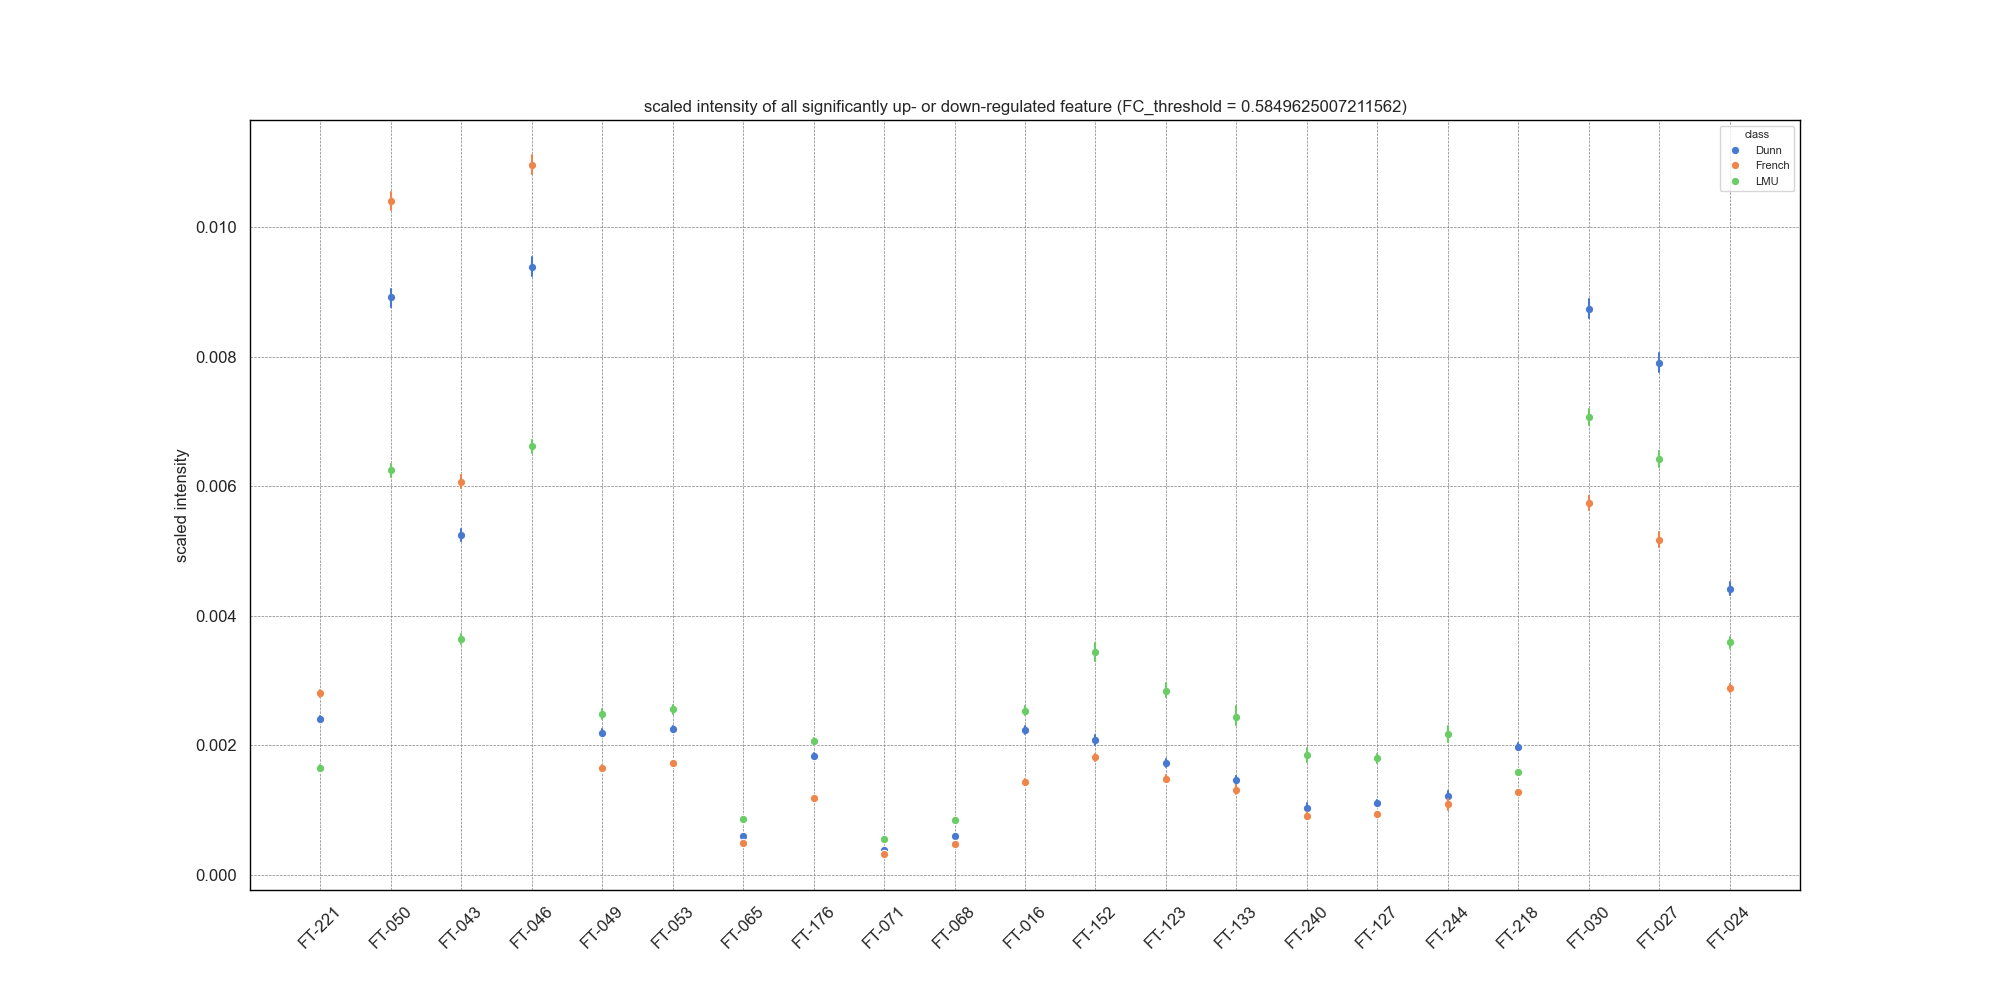 scaled intensity of all significantly up- or down-regulated feature (FC_threshold = 0.5849625007211562)
class
Dunn
French
LMU
0.010
0.008
0.006
0.004
0.002
0.000
scaled intensity
FT-221
FT-050
FT-043
FT-046
FT-049
FT-053
FT-065
FT-176
FT-071
FT-068
FT-016
FT-152
FT-123
FT-133
FT-240
FT-127
FT-244
FT-218
FT-030
FT-027
FT-024